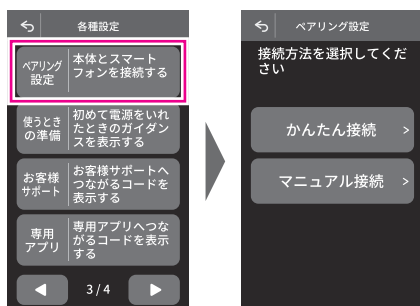 各種設定
ペアリング
設定
本体とスマート
フォンを接続する
使うとき
の準備
初めて電源をいれ
たときのガイダン
スを表示する
お客様
サポート
お客様サポートへ
つながるコードを
表示する
専用
アプリ
専用アプリへつな
がるコードを表示
する
3/4
ペアリング設定
接続方法を選択してくだ
さい
かんたん接続 >
マニュアル接続 >